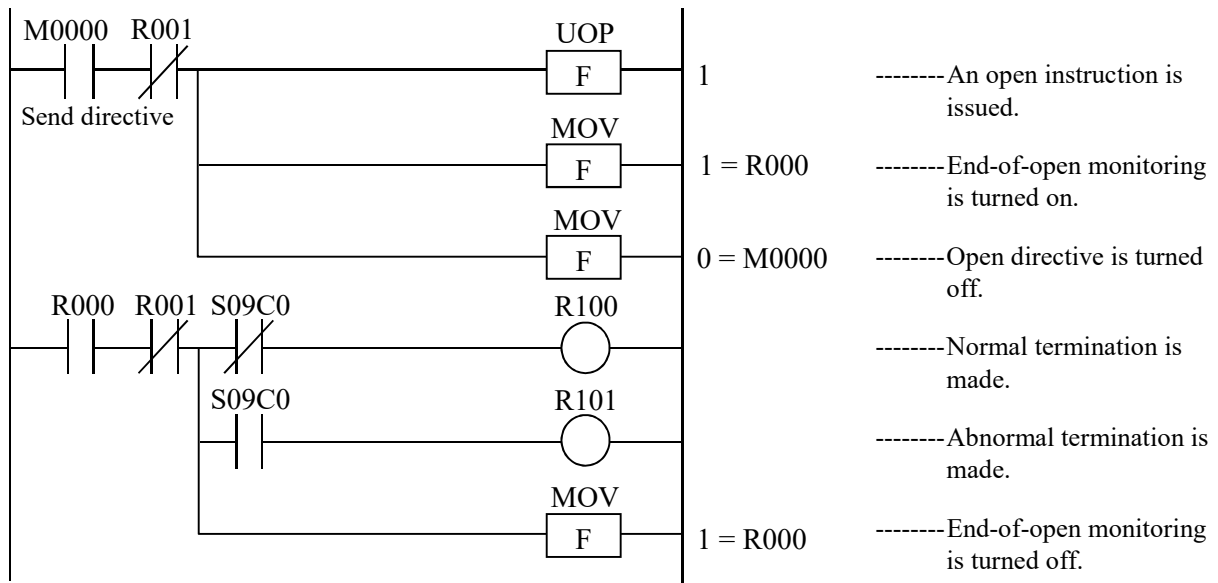 M0000 R001 UOP
F 1 --------An open instruction is
issued.
Send directive
MOV
F 1 = R000 --------End-of-open monitoring
is turned on.
MOV
F 0 = M0000 --------Open directive is turned
off.
R000 R001 S09C0 R100
--------Normal termination is
made.
S09C0 R101
--------Abnormal termination is
made.
MOV
F 1 = R000 --------End-of-open monitoring
is turned off.